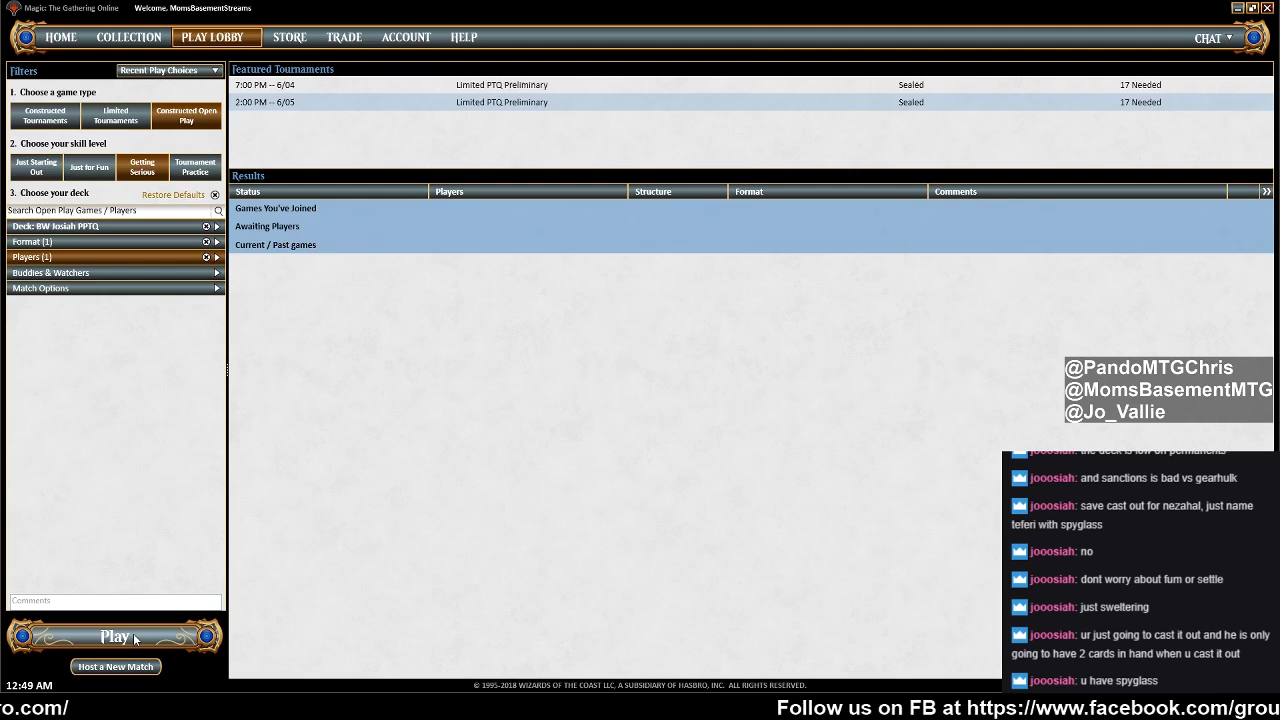 Magic: The Gathering Online
Welcome, MomsBasementStreams
HOME
COLLECTION
PLAY LOBBY
STORE
TRADE
ACCOUNT
HELP
CHAT
Filters
Recent Play Choices
1. Choose a game type
Constructed Tournaments
Limited Tournaments
Constructed Open Play
2. Choose your skill level
Just Starting Out
Just for Fun
Getting Serious
Tournament Practice
3. Choose your deck
Restore Defaults
Search Open Play Games / Players
Deck: BW Josiah PPTQ
Format (1)
Players (1)
Buddies & Watchers
Match Options
Comments
Play
Host a New Match
12:49 AM
Featured Tournaments
7:00 PM -- 6/04 Limited PTQ Preliminary Sealed 17 Needed
2:00 PM -- 6/05 Limited PTQ Preliminary Sealed 17 Needed
Results
Status Players Structure Format Comments
Games You've Joined
Awaiting Players
Current / Past games
@PandoMTGChris
@MomsBasementMTG
@Jo_Vallie
jooosiah: the deck is low on permanents
jooosiah: and sanctions is bad vs gearhulk
jooosiah: save cast out for nezahal, just name
teferi with spyglass
jooosiah: no
jooosiah: dont worry about fum or settle
jooosiah: just sweltering
jooosiah: ur just going to cast it out and he is only
going to have 2 cards in hand when u cast it out
jooosiah: u have spyglass
© 1995-2018 WIZARDS OF THE COAST LLC, A SUBSIDIARY OF HASBRO, INC. ALL RIGHTS RESERVED.
ro.com/
Follow us on FB at https://www.facebook.com/grou